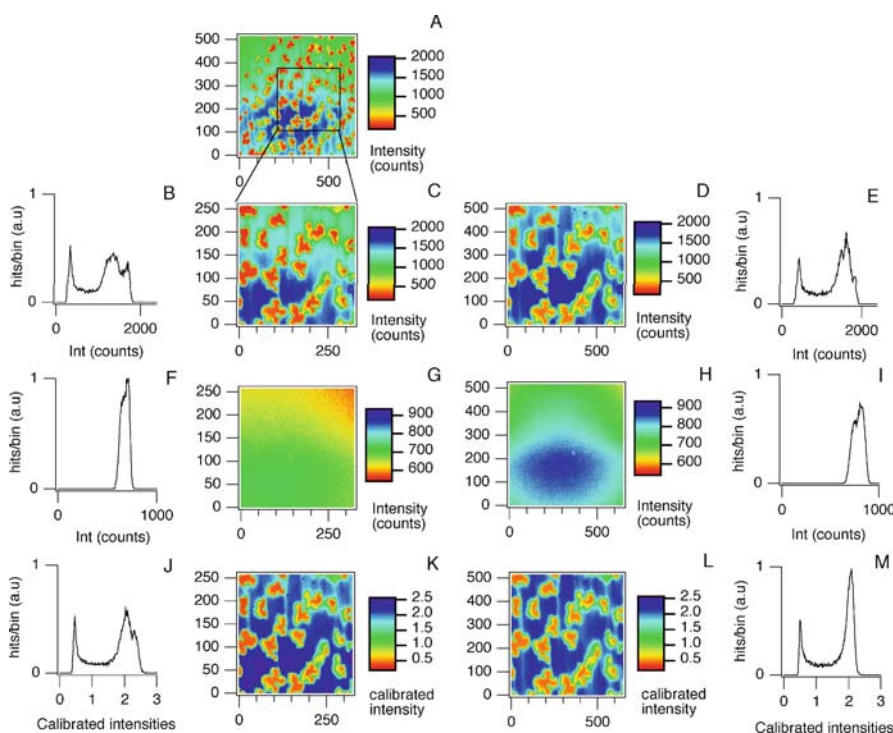 A
500
400
300
200
100
0
0 500
2000
1500
1000
500
Intensity
(counts)
B
1
0
hits/bin (a.u)
0 2000
Int (counts)
C
250
200
150
100
50
0
0 250
2000
1500
1000
500
Intensity
(counts)
D
500
400
300
200
100
0
0 500
2000
1500
1000
500
Intensity
(counts)
E
1
0
hits/bin (a.u)
0 2000
Int (counts)
F
1
0
hits/bin (a.u)
0 1000
Int (counts)
G
250
200
150
100
50
0
0 250
900
800
700
600
Intensity
(counts)
H
500
400
300
200
100
0
0 500
900
800
700
600
Intensity
(counts)
I
1
0
hits/bin (a.u)
0 1000
Int (counts)
J
1
0
hits/bin (a.u)
0 1 2 3
Calibrated intensities
K
250
200
150
100
50
0
0 250
2.5
2.0
1.5
1.0
0.5
calibrated
intensity
L
500
400
300
200
100
0
0 500
2.5
2.0
1.5
1.0
0.5
calibrated
intensity
M
1
0
hits/bin (a.u)
0 1 2 3
Calibrated intensities